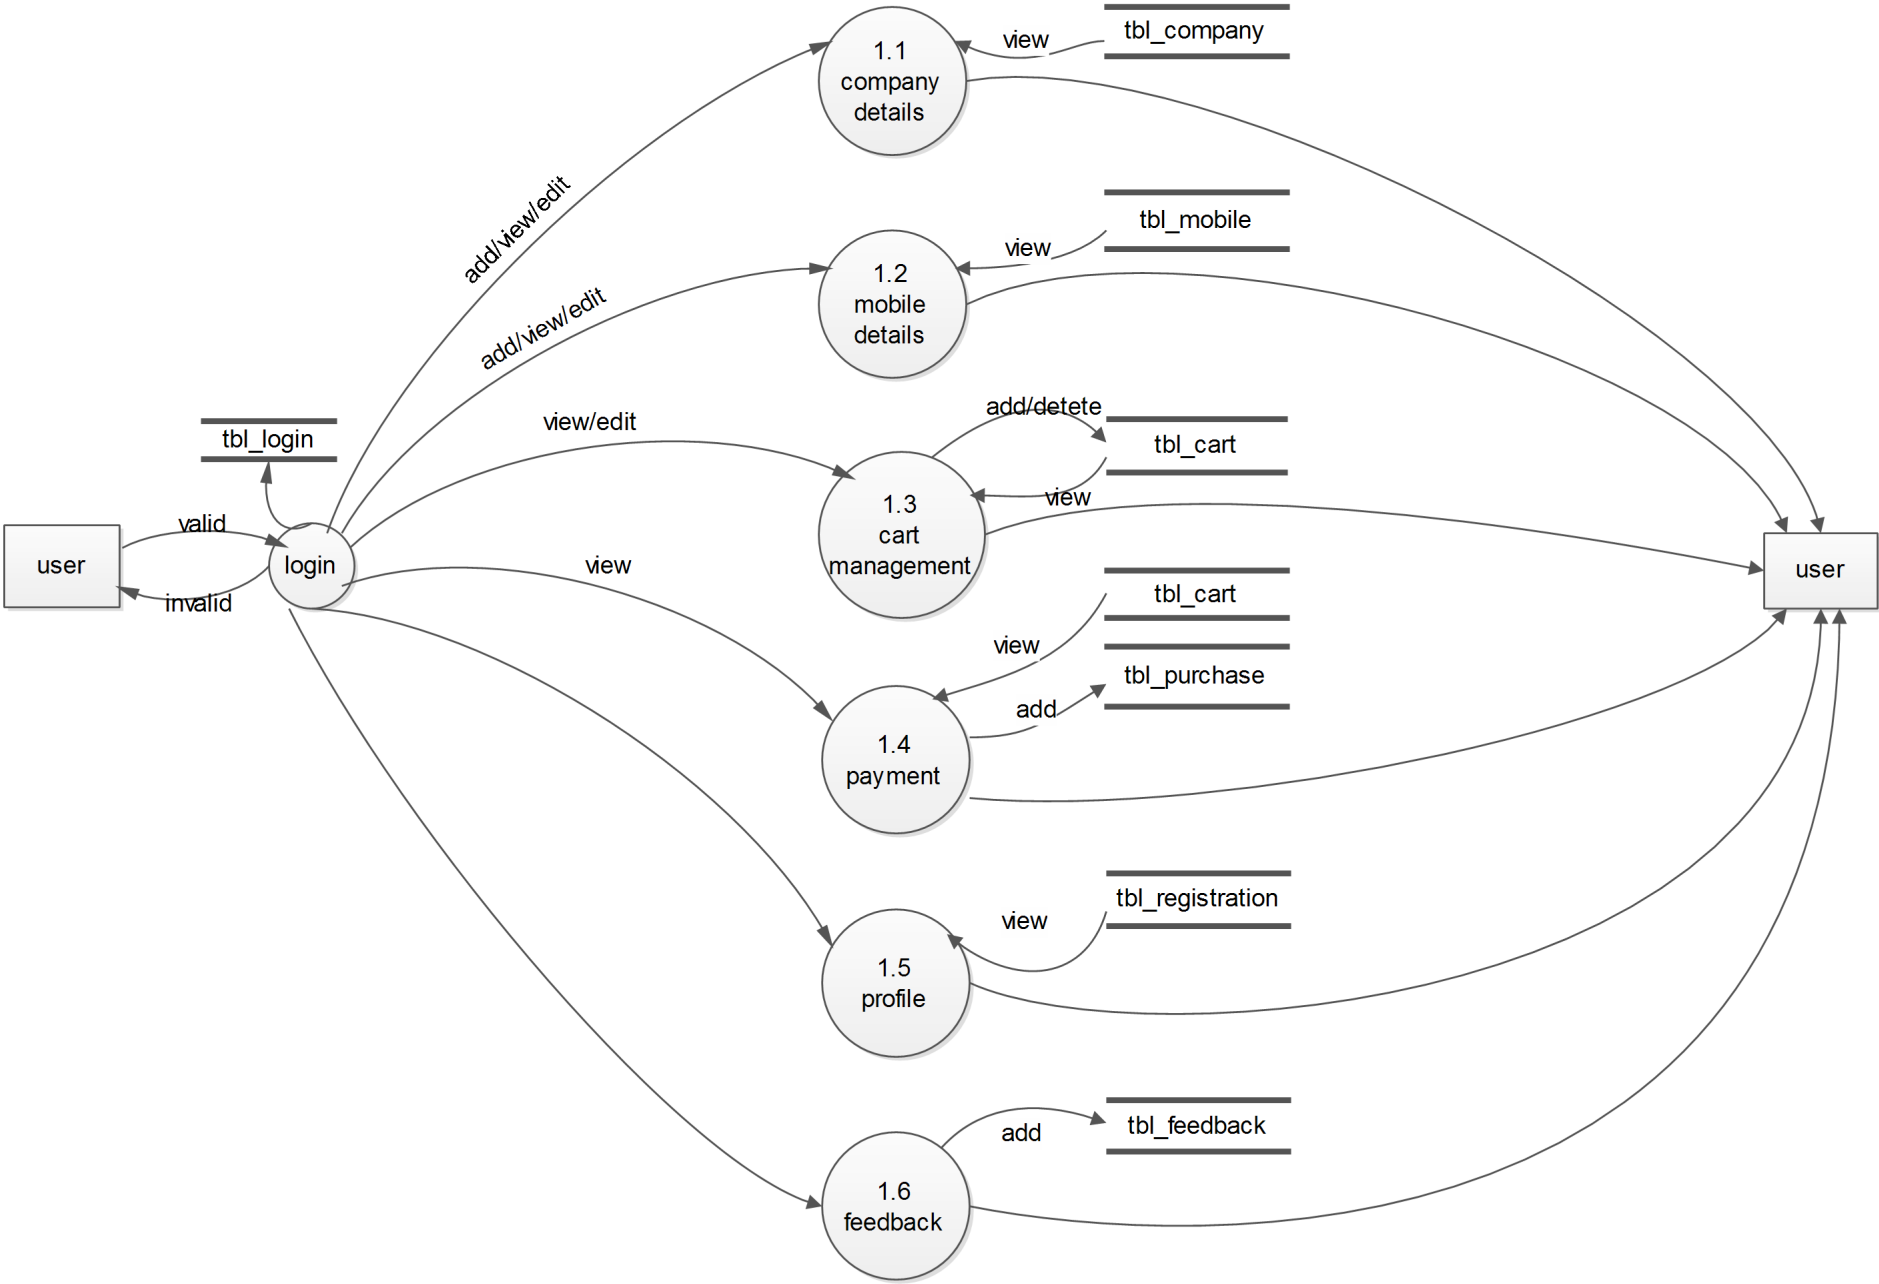 1.1
company
details
view
tbl_company
add/view/edit
1.2
mobile
details
view
tbl_mobile
add/view/edit
tbl_login
view/edit
add/detete
tbl_cart
1.3
cart
management
view
user
valid
invalid
login
user
view
tbl_cart
view
tbl_purchase
add
1.4
payment
tbl_registration
view
1.5
profile
tbl_feedback
add
1.6
feedback